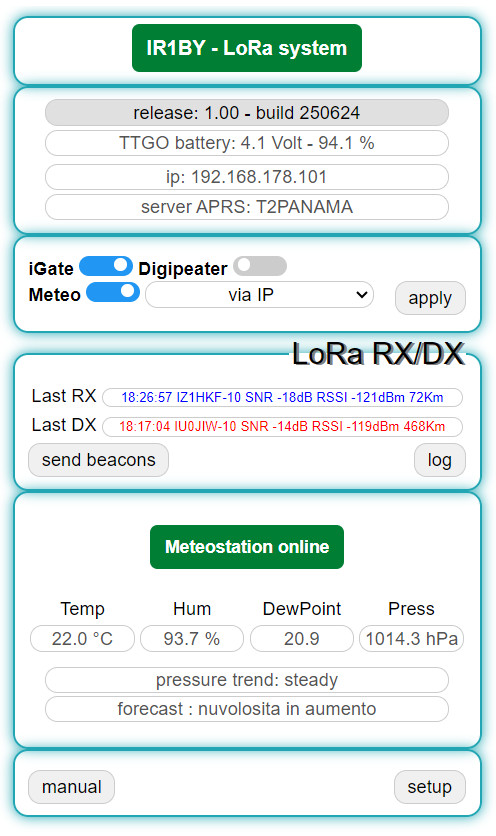 IR1BY - LoRa system
release: 1.00 - build 250624
TTGO battery: 4.1 Volt - 94.1 %
ip: 192.168.178.101
server APRS: T2PANAMA
iGate Digipeater
Meteo via IP apply
LoRa RX/DX
Last RX 18:26:57 IZ1HKF-10 SNR -18dB RSSI -121dBm 72Km
Last DX 18:17:04 IU0JIW-10 SNR -14dB RSSI -119dBm 468Km
send beacons log
Meteostation online
Temp Hum DewPoint Press
22.0 °C 93.7 % 20.9 1014.3 hPa
pressure trend: steady
forecast : nuvolosita in aumento
manual setup